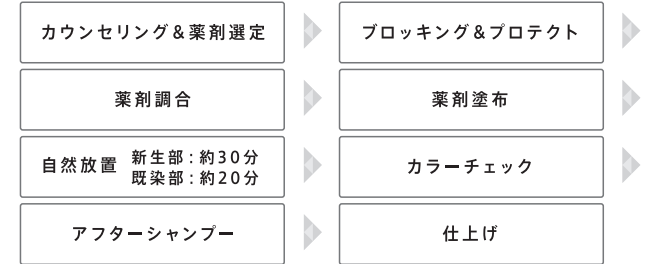 カウンセリング&薬剤選定
ブロッキング&プロテクト
薬剤調合
薬剤塗布
自然放置
新生部:約30分
既染部:約20分
カラーチェック
アフターシャンプー
仕上げ